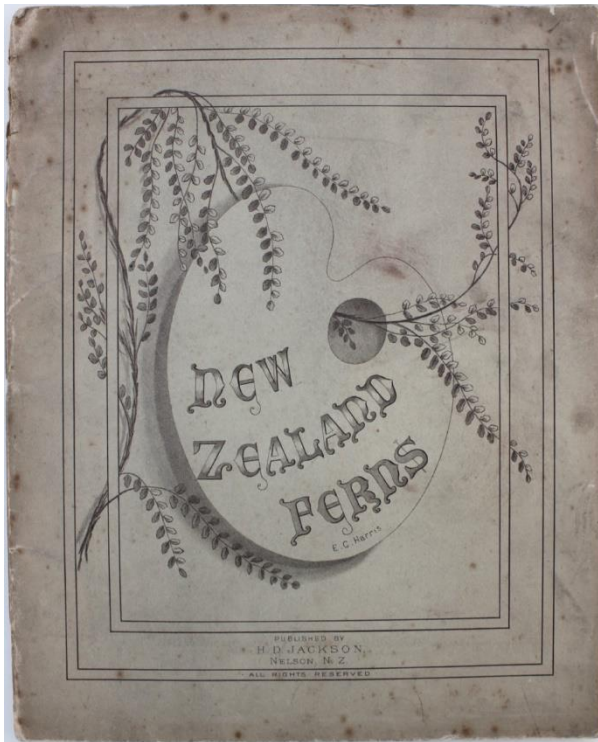 NEW
ZEALAND
FERNS
E. C. Harris
PUBLISHED BY
H. D. JACKSON,
NELSON, N. Z.
ALL RIGHTS RESERVED